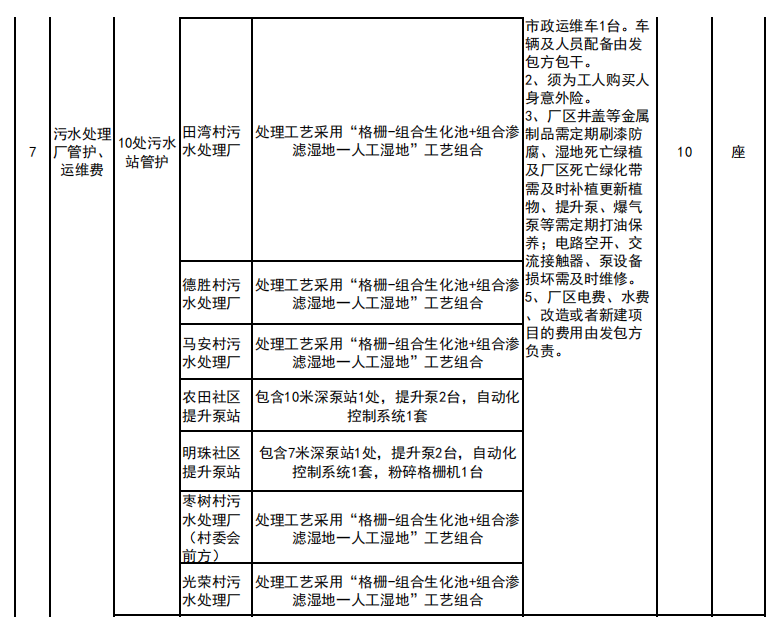 7
污水处理
厂管护、
运维费
10处污水
站管护
田湾村污
水处理厂
处理工艺采用“格栅-组合生化池+组合渗
滤湿地一人工湿地”工艺组合
德胜村污
水处理厂
处理工艺采用“格栅-组合生化池+组合渗
滤湿地一人工湿地”工艺组合
马安村污
水处理厂
处理工艺采用“格栅-组合生化池+组合渗
滤湿地一人工湿地”工艺组合
农田社区
提升泵站
包含10米深泵站1处，提升泵2台，自动化
控制系统1套
明珠社区
提升泵站
包含7米深泵站1处，提升泵2台，自动化
控制系统1套，粉碎格栅机1台
枣树村污
水处理厂
（村委会
前方）
处理工艺采用“格栅-组合生化池+组合渗
滤湿地一人工湿地”工艺组合
光荣村污
水处理厂
处理工艺采用“格栅-组合生化池+组合渗
滤湿地一人工湿地”工艺组合
市政运维车1台。车
辆及人员配备由发
包方包干。
2、须为工人购买人
身意外险。
3、厂区井盖等金属
制品需定期刷漆防
腐、湿地死亡绿植
及厂区死亡绿化带
需及时补植更新植
物、提升泵、爆气
泵等需定期打油保
养；电路空开、交
流接触器、泵设备
损坏需及时维修。
5、厂区电费、水费
、改造或者新建项
目的费用由发包方
负责。
10
座